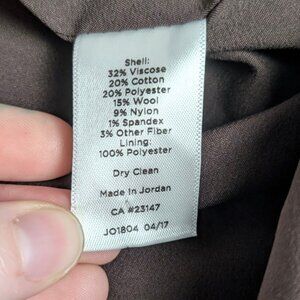 Shell:
32% Viscose
20% Cotton
20% Polyester
15% Wool
9% Nylon
1% Spandex
3% Other Fiber
Lining:
100% Polyester
Dry Clean
Made in Jordan
CA #23147
JO1804 04/17